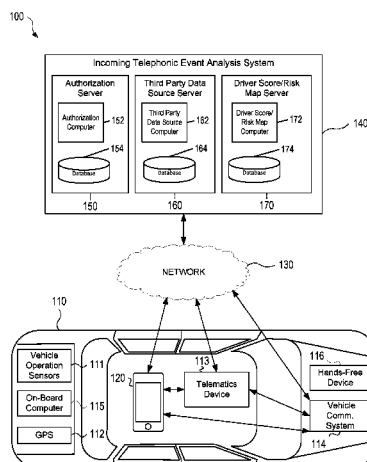 100
Incoming Telephonic Event Analysis System
Authorization
Server
Authorization
Computer
152
154
Database
150
Third Party Data
Source Server
Third Party
Data Source
Computer
162
164
Database
160
Driver Score/Risk
Map Server
Driver Score/
Risk Map
Computer
172
174
Database
170
140
NETWORK
130
110
Vehicle
Operation
Sensors
111
On-Board
Computer
115
GPS
112
120
113
Telematics
Device
116
Hands-Free
Device
Vehicle
Comm.
System
114